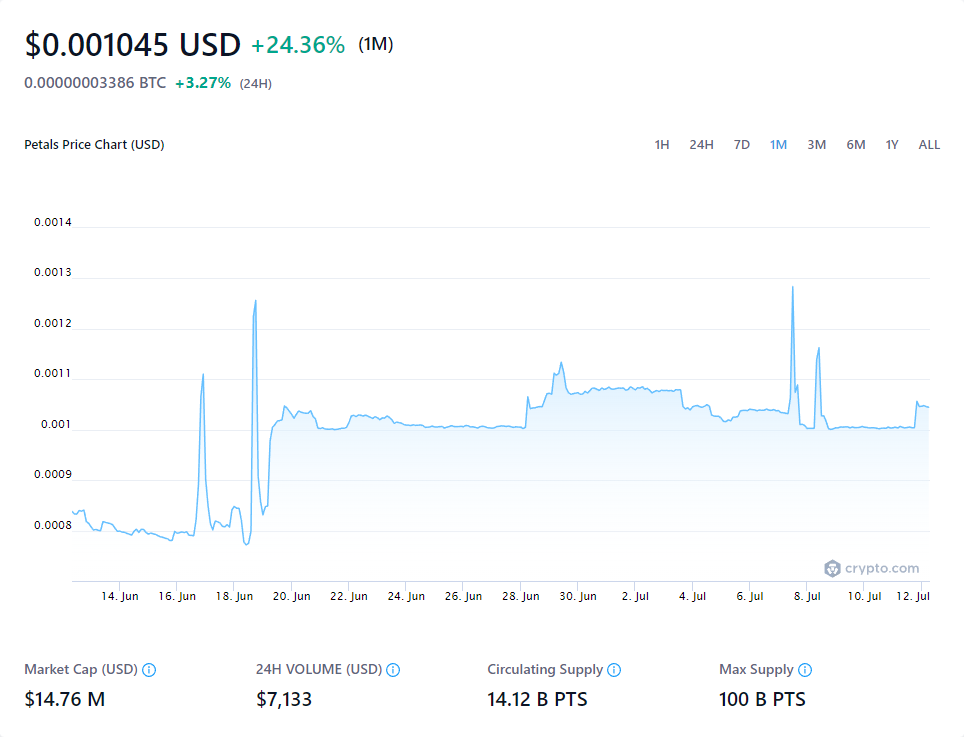 $0.001045 USD +24.36% (1M)
0.00000003386 BTC +3.27% (24H)
Petals Price Chart (USD) 1H 24H 7D 1M 3M 6M 1Y ALL
0.0014
0.0013
0.0012
0.0011
0.001
0.0009
0.0008
crypto.com
14. Jun 16. Jun 18. Jun 20. Jun 22. Jun 24. Jun 26. Jun 28. Jun 30. Jun 2. Jul 4. Jul 6. Jul 8. Jul 10. Jul 12. Jul
Market Cap (USD) 24H VOLUME (USD) Circulating Supply Max Supply
$14.76 M $7,133 14.12 B PTS 100 B PTS